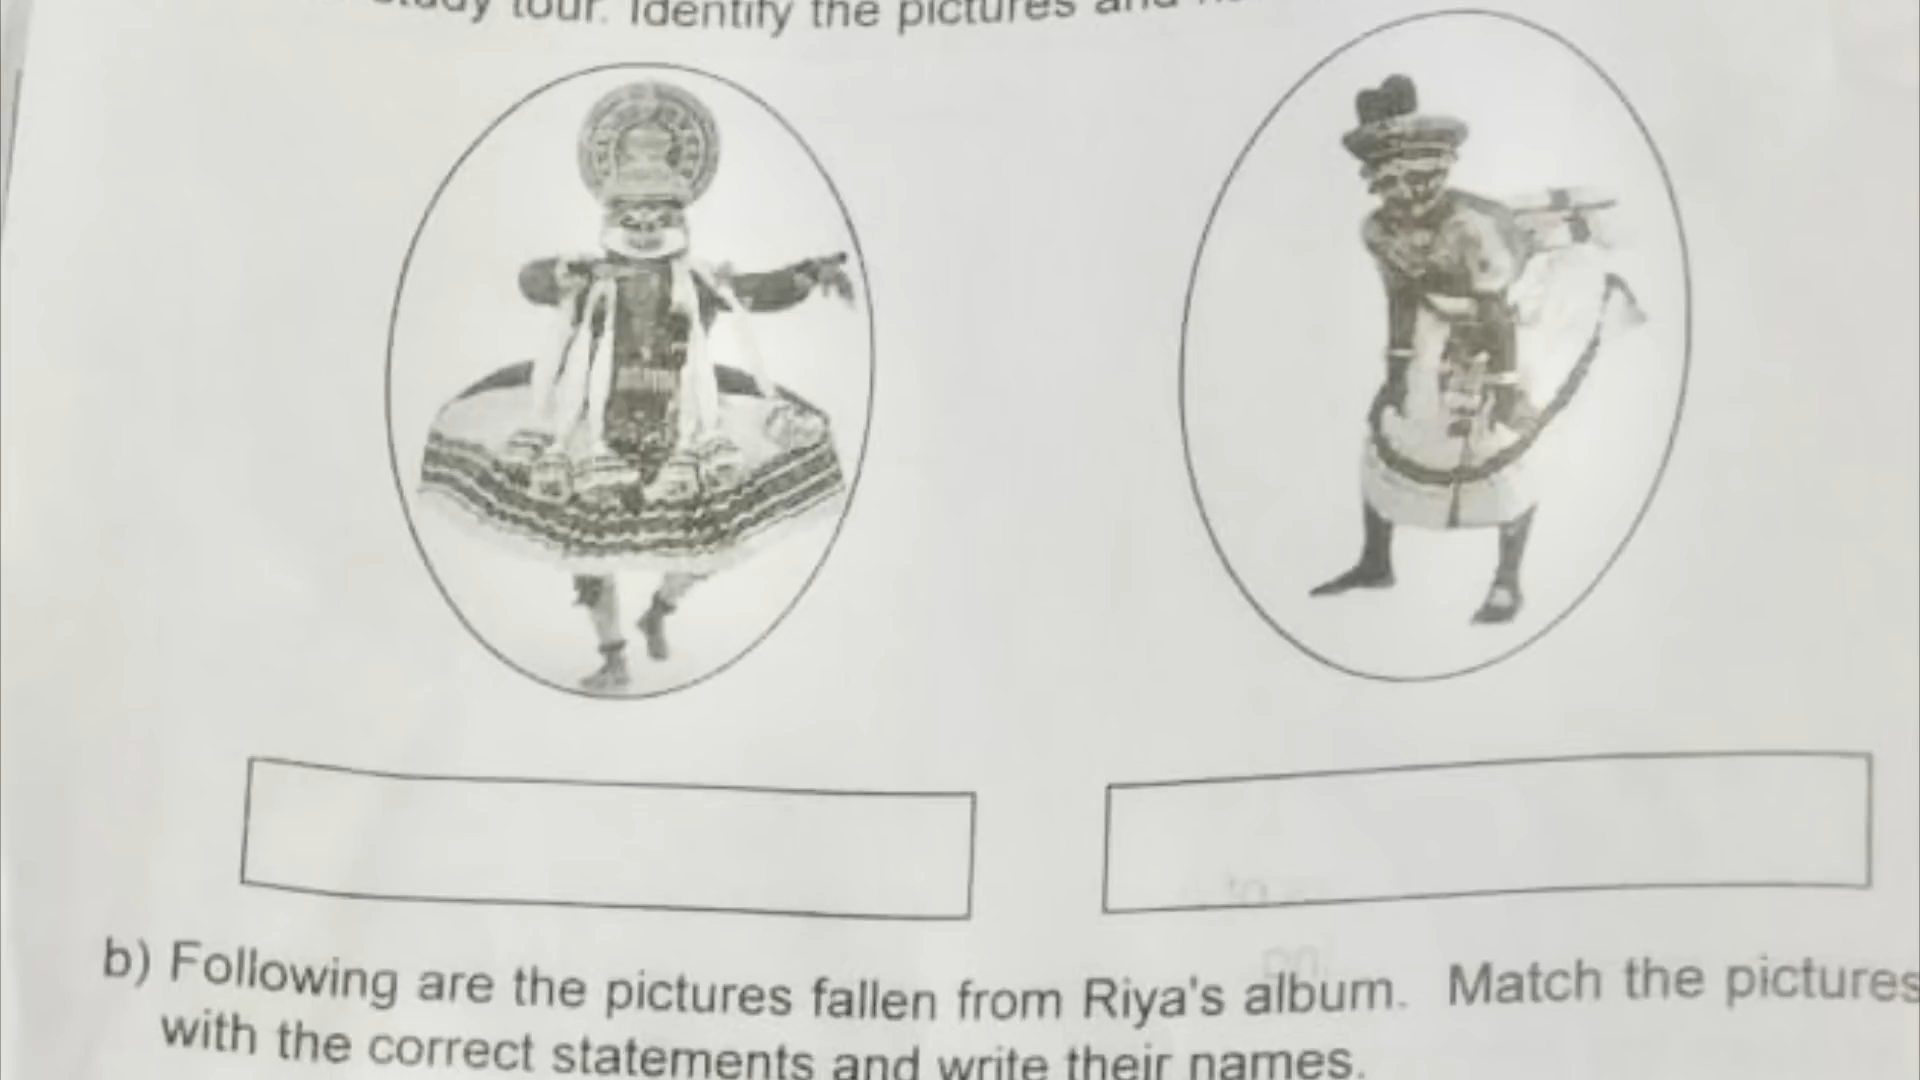 tour. Identify the pictures
b) Following are the pictures fallen from Riya's album. Match the pictures
with the correct statements and write their names.